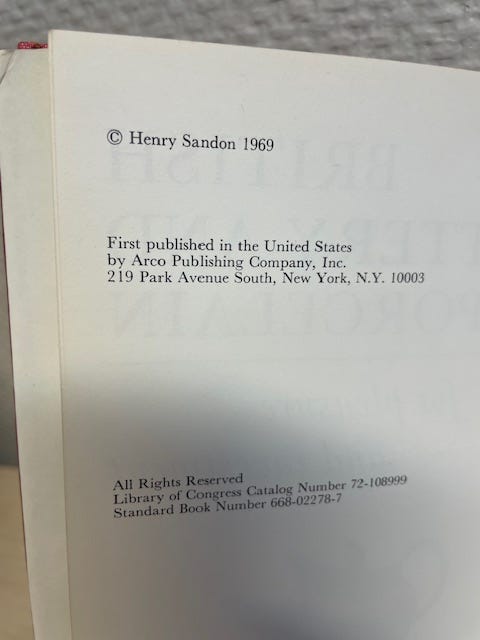 © Henry Sandon 1969
First published in the United States
by Arco Publishing Company, Inc.
219 Park Avenue South, New York, N.Y. 10003
All Rights Reserved
Library of Congress Catalog Number 72-108999
Standard Book Number 668-02278-7